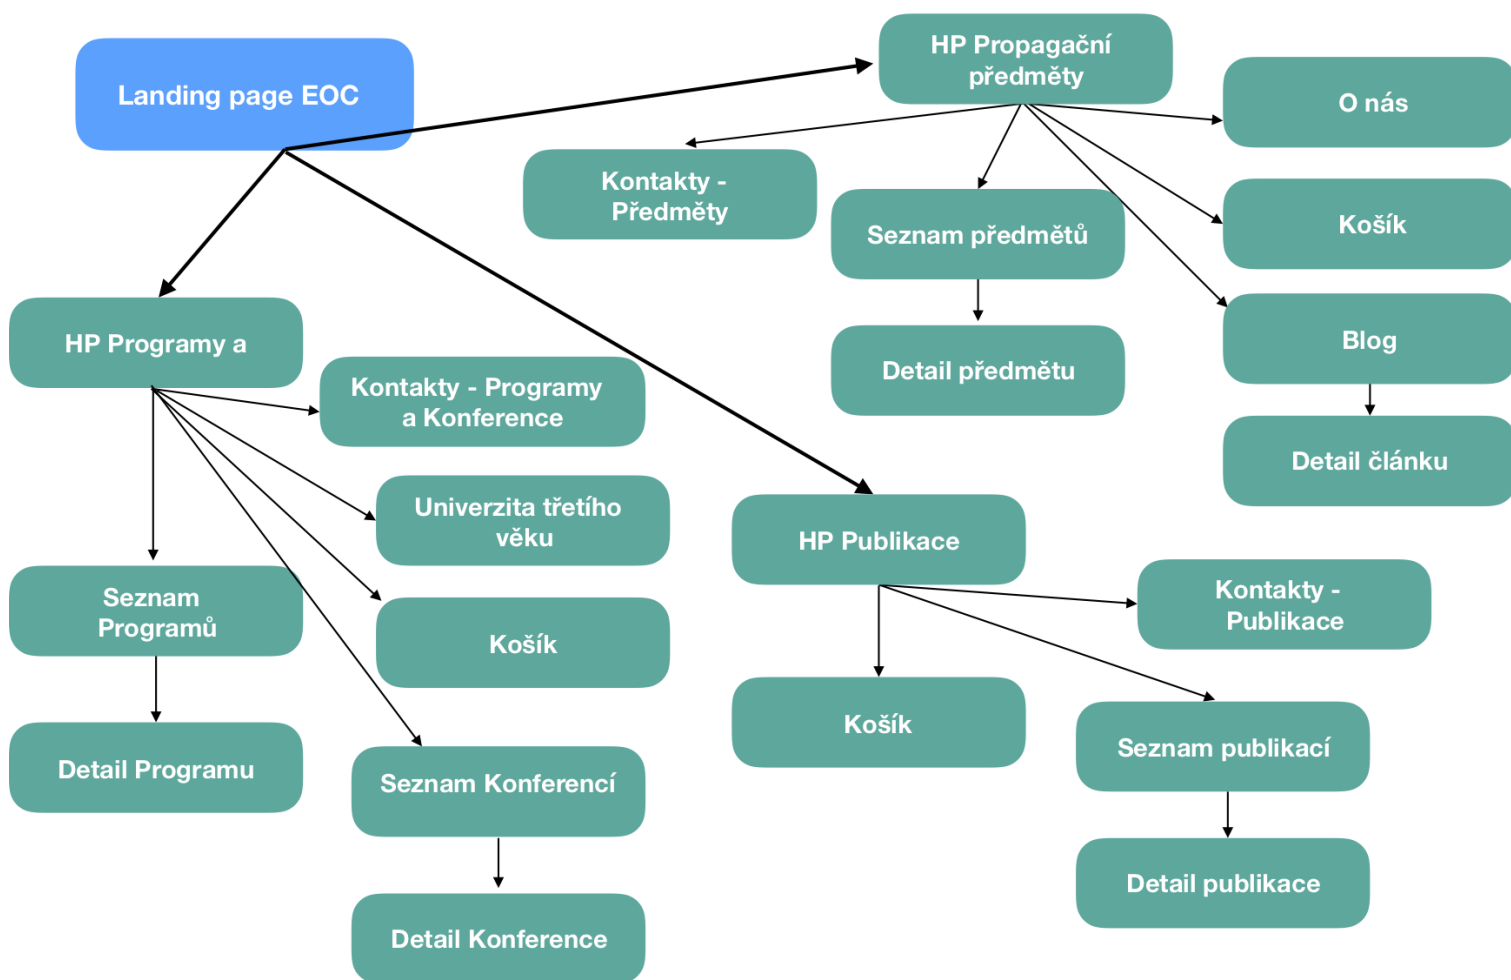 Landing page EOC
HP Propagační
předměty
O nás
Kontakty -
Předměty
Seznam předmětů
Košík
Detail předmětu
Blog
Detail článku
HP Programy a
Kontakty - Programy
a Konference
Univerzita třetího
věku
Seznam
Programů
Košík
Detail Programu
Seznam Konferencí
Detail Konference
HP Publikace
Kontakty -
Publikace
Košík
Seznam publikací
Detail publikace